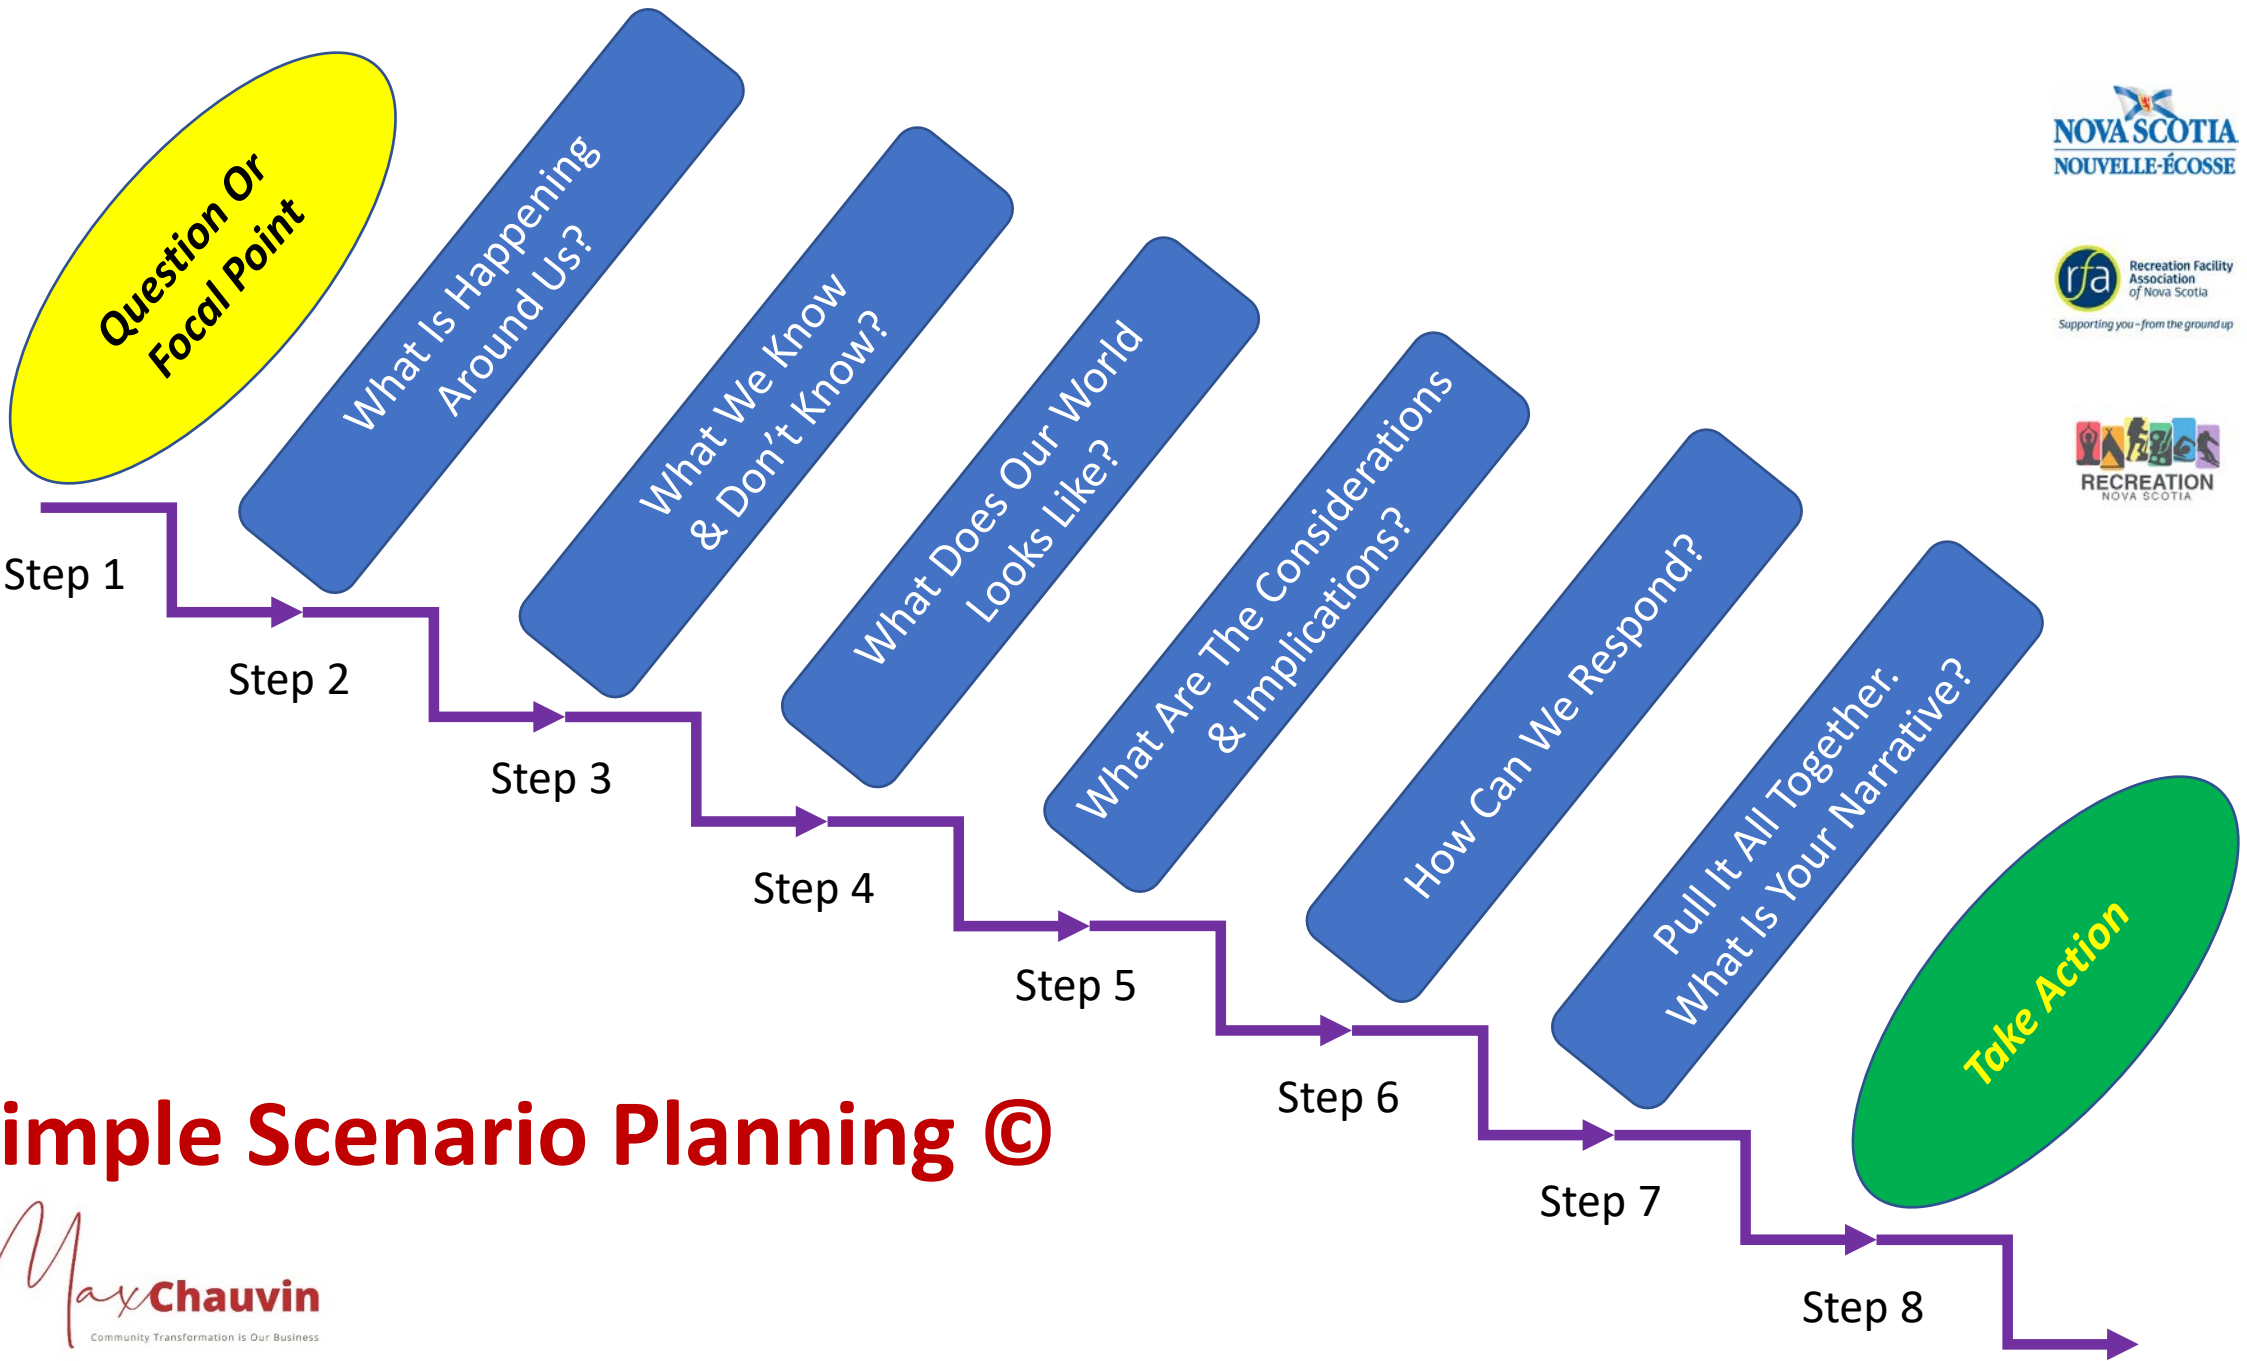 Question Or
Focal Point
What Is Happening
Around Us?
What We Know
& Don't Know?
What Does Our World
Looks Like?
What Are The Considerations
& Implications?
How Can We Respond?
Pull It All Together.
What Is Your Narrative?
Take Action
Step 1
Step 2
Step 3
Step 4
Step 5
Step 6
Step 7
Step 8
NOVA SCOTIA
NOUVELLE-ÉCOSSE
rfa
Recreation Facility
Association
of Nova Scotia
Supporting you – from the ground up
RECREATION
NOVA SCOTIA
imple Scenario Planning ©
MaxChauvin
Community Transformation is Our Business